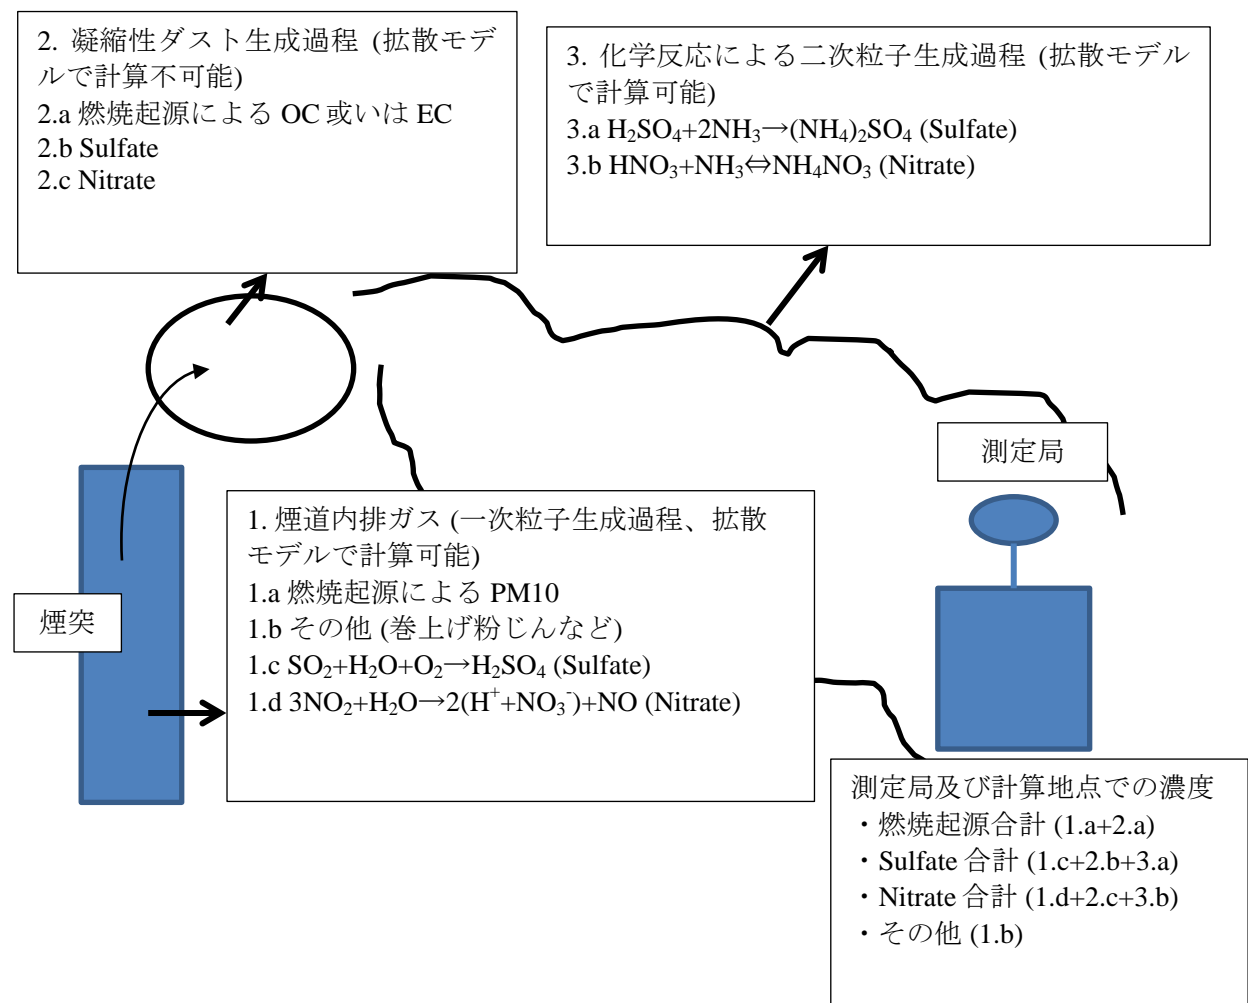 2. 凝縮性ダスト生成過程 (拡散モデ
ルで計算不可能)
2.a 燃焼起源による OC 或いは EC
2.b Sulfate
2.c Nitrate
3. 化学反応による二次粒子生成過程 (拡散モデル
で計算可能)
3.a H₂SO₄+2NH₃→(NH₄)₂SO₄ (Sulfate)
3.b HNO₃+NH₃⇔NH₄NO₃ (Nitrate)
測定局
煙突
1. 煙道内排ガス (一次粒子生成過程、拡散
モデルで計算可能)
1.a 燃焼起源による PM10
1.b その他 (巻上げ粉じんなど)
1.c SO₂+H₂O+O₂→H₂SO₄ (Sulfate)
1.d 3NO₂+H₂O→2(H⁺+NO₃⁻)+NO (Nitrate)
測定局及び計算地点での濃度
・燃焼起源合計 (1.a+2.a)
・Sulfate 合計 (1.c+2.b+3.a)
・Nitrate 合計 (1.d+2.c+3.b)
・その他 (1.b)